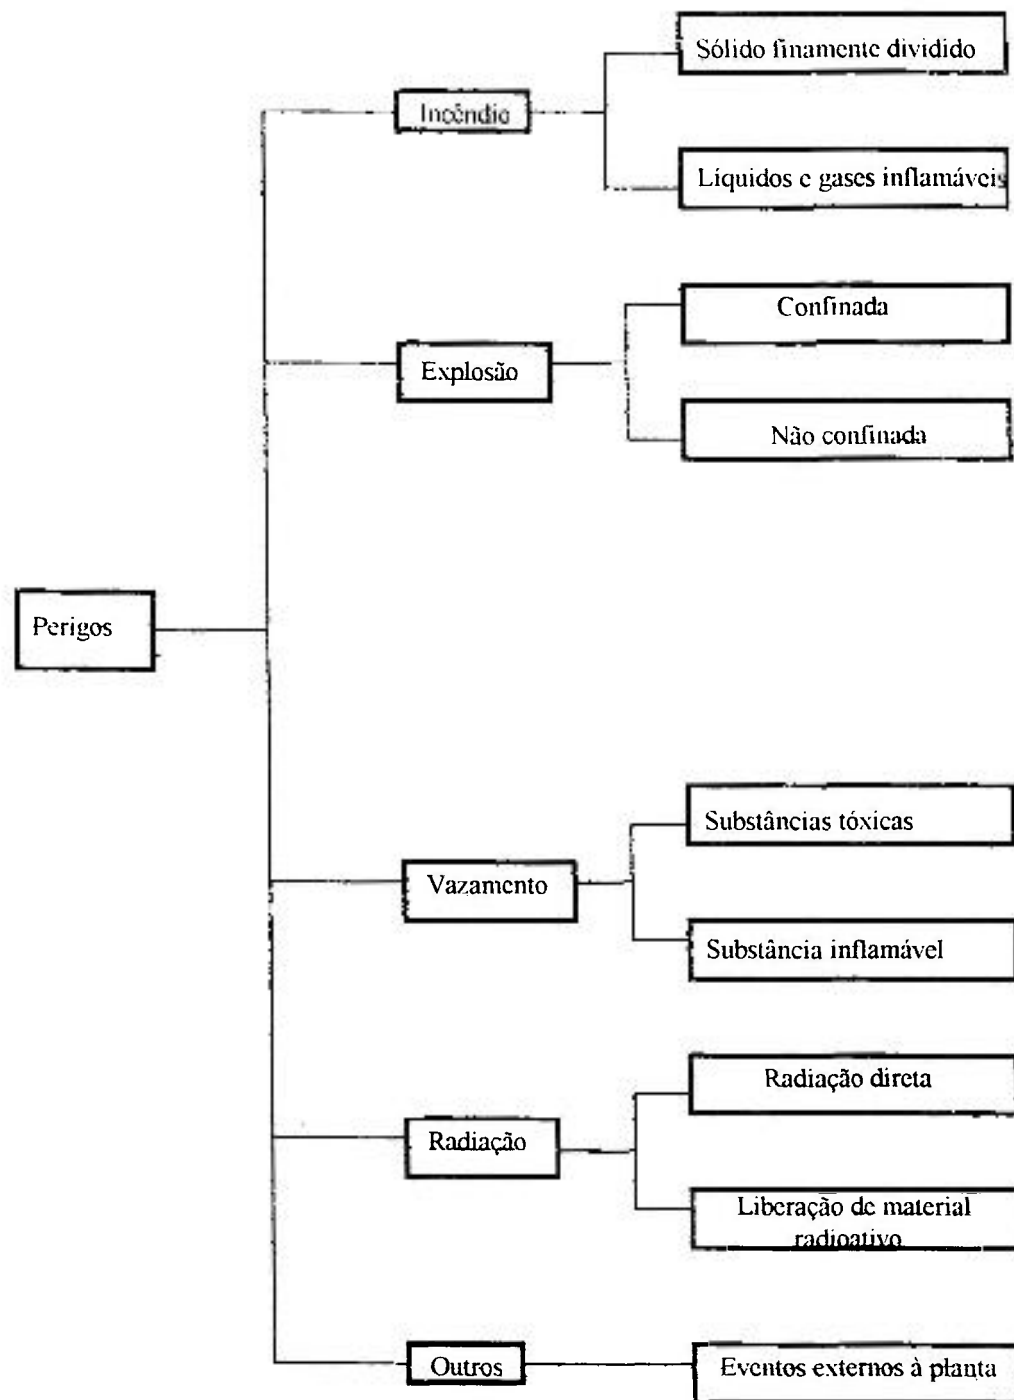 Sólido finamente dividido
Incêndio
Líquidos e gases inflamáveis
Confinada
Explosão
Não confinada
Perigos
Substâncias tóxicas
Vazamento
Substância inflamável
Radiação direta
Radiação
Liberação de material
radioativo
Outros
Eventos externos à planta